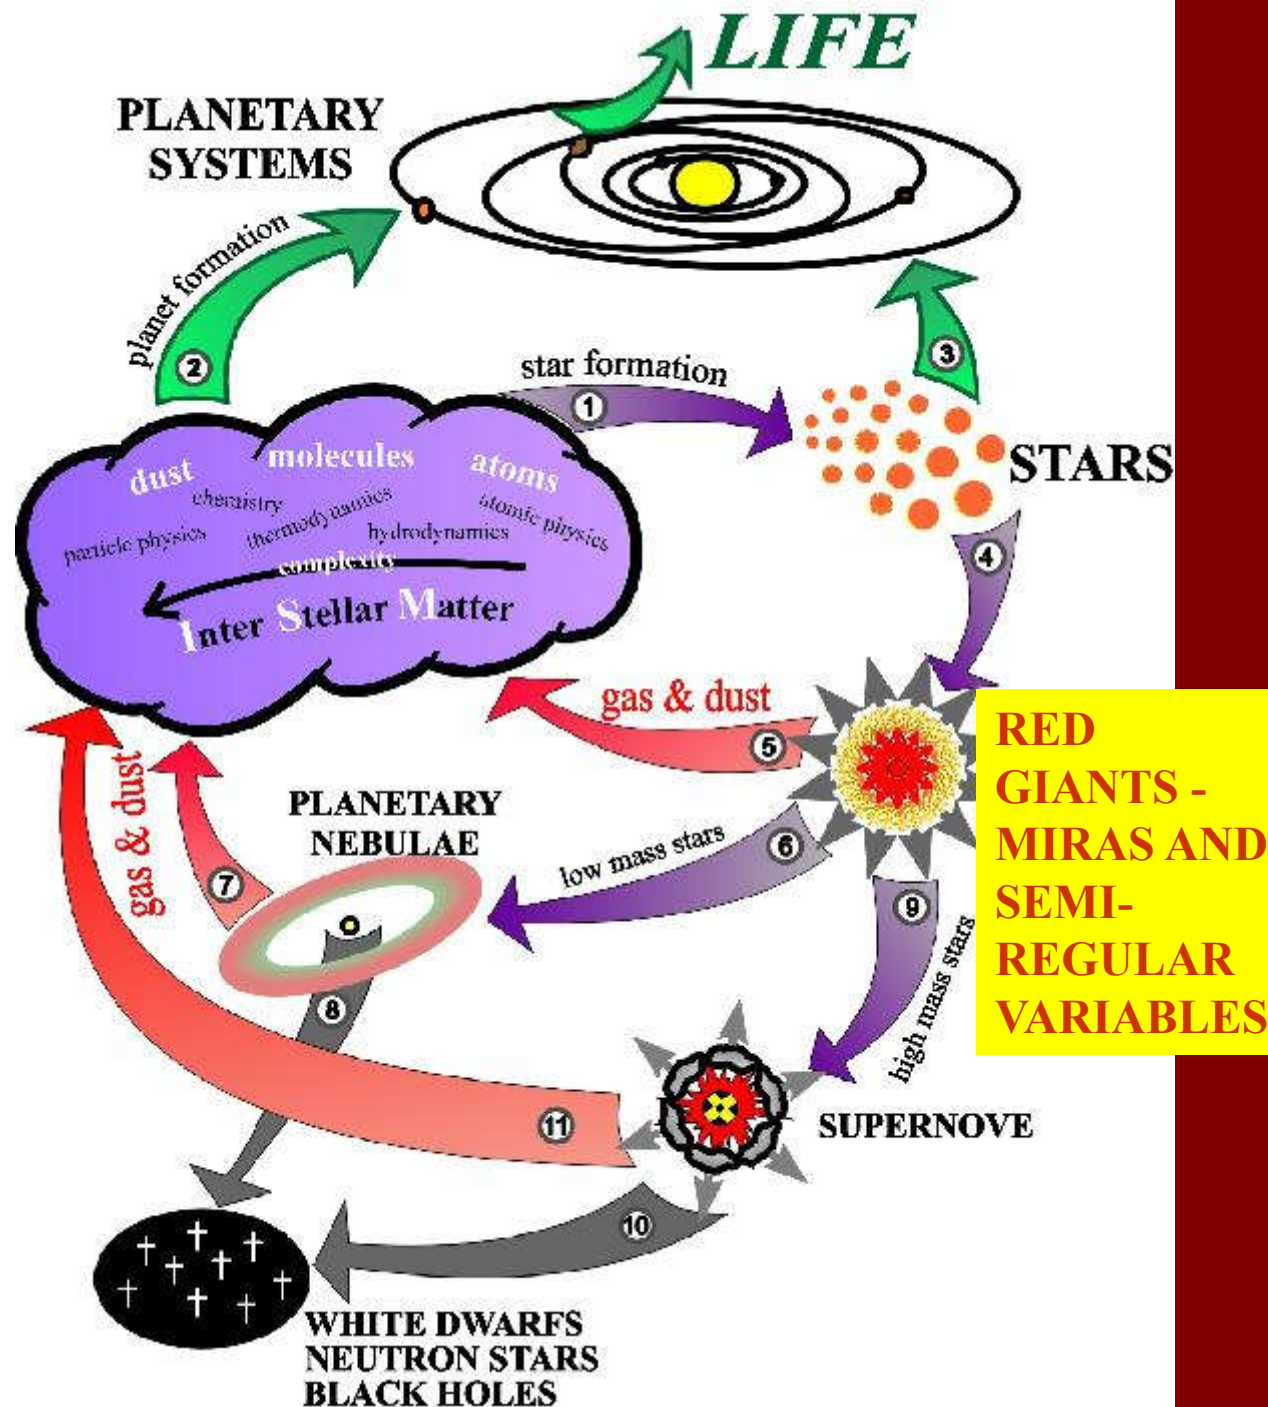 LIFE
PLANETARY
SYSTEMS
planet formation
2
3
star formation
1
STARS
dust
molecules
atoms
chemistry
thermodynamics
atomic physics
particle physics
hydrodynamics
complexity
Inter Stellar Matter
4
gas & dust
5
RED
GIANTS -
MIRAS AND
SEMI-
REGULAR
VARIABLES
gas & dust
PLANETARY
NEBULAE
low mass stars
6
7
9
high mass stars
8
11
SUPERNOVE
10
WHITE DWARFS
NEUTRON STARS
BLACK HOLES